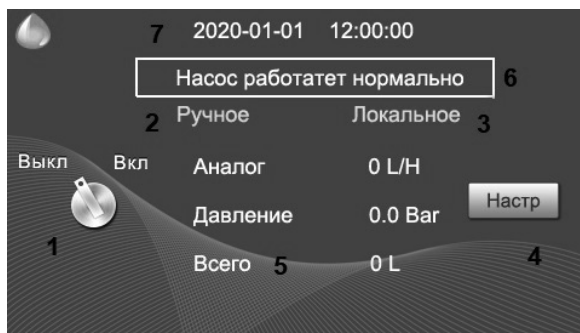 7 2020-01-01 12:00:00
Насос работатет нормально 6
2 Ручное Локальное 3
Выкл Вкл Аналог 0 L/H
Настр
1 Давление 0.0 Bar 4
Всего 5 0 L